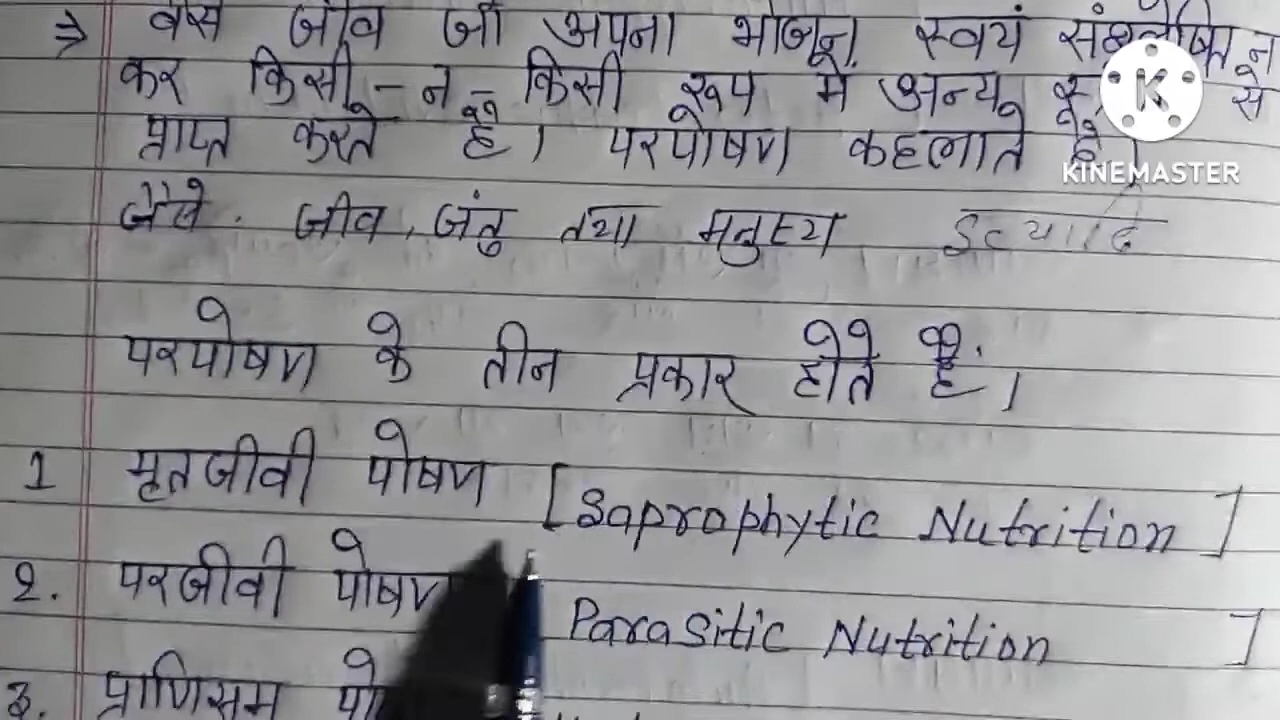 ⇒ वैसे जीव जो अपना भोजन स्वयं संश्लेषित न
कर किसी - न - किसी रूप में अन्य से
प्राप्त करते हैं। परपोषण कहलाते हैं।
जैसे. जीव, जंतु तथा मनुष्य इत्यादि
परपोषण के तीन प्रकार होते हैं।
1 मृतजीवी पोषण [Saprophytic Nutrition]
2. परजीवी पोषण Parasitic Nutrition ]
3. प्राणिसम
K
KINEMASTER